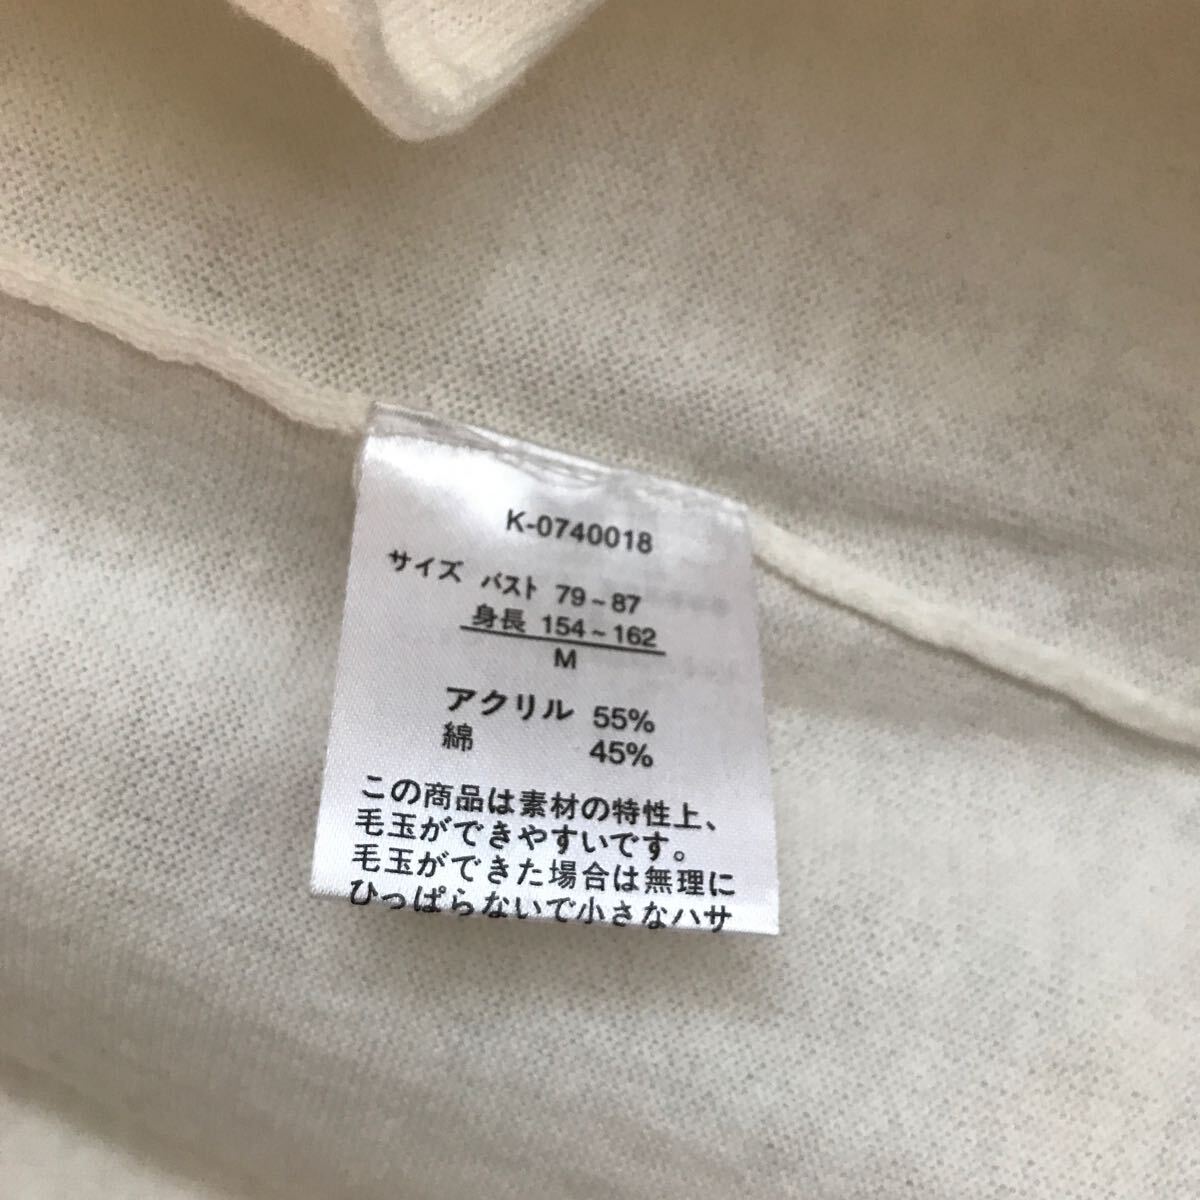 K-0740018
サイズ バスト 79~87
身長 154~162
M
アクリル 55%
綿 45%
この商品は素材の特性上、
毛玉ができやすいです。
毛玉ができた場合は無理に
ひっぱらないで小さなハサ